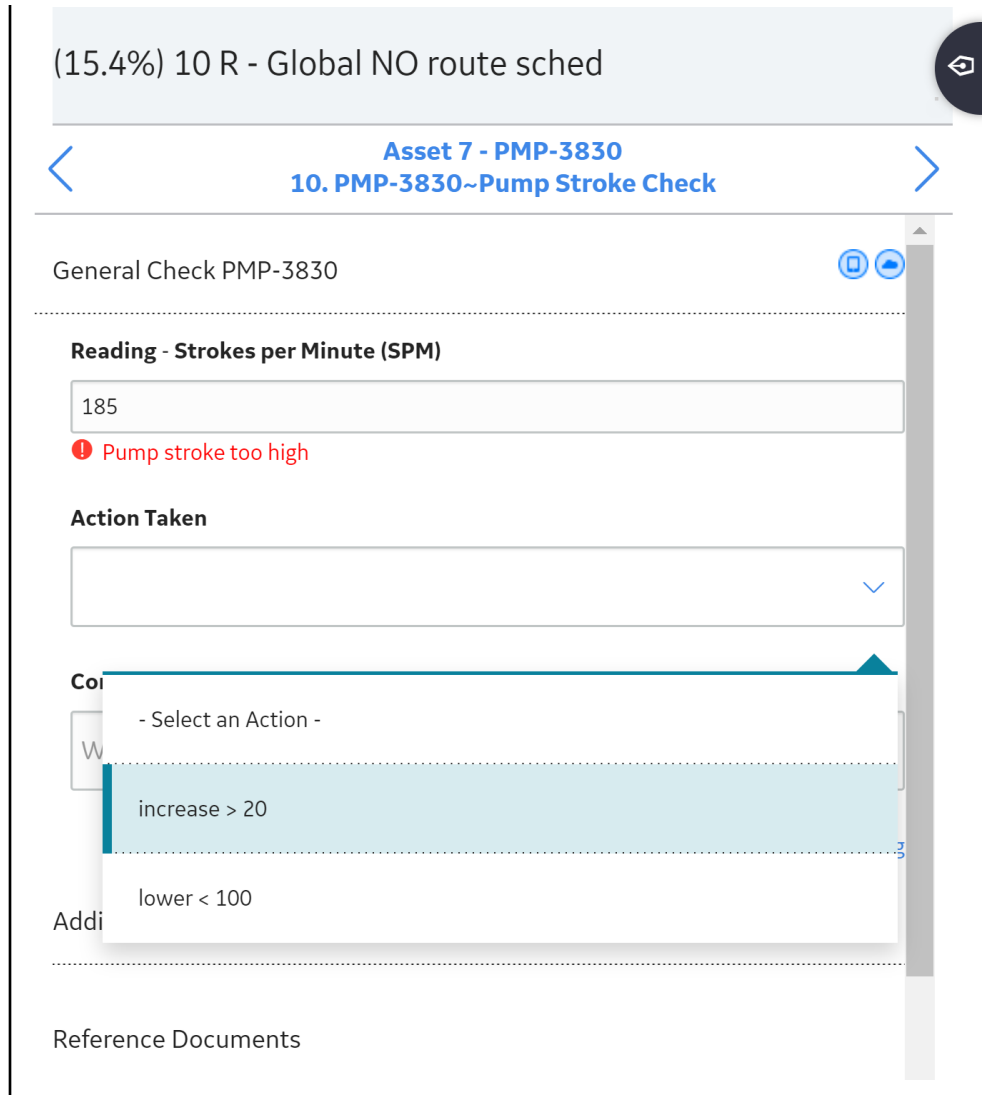 (15.4%) 10 R - Global NO route sched
Asset 7 - PMP-3830
10. PMP-3830~Pump Stroke Check
General Check PMP-3830
Reading - Strokes per Minute (SPM)
185
Pump stroke too high
Action Taken
- Select an Action -
increase > 20
lower < 100
Reference Documents